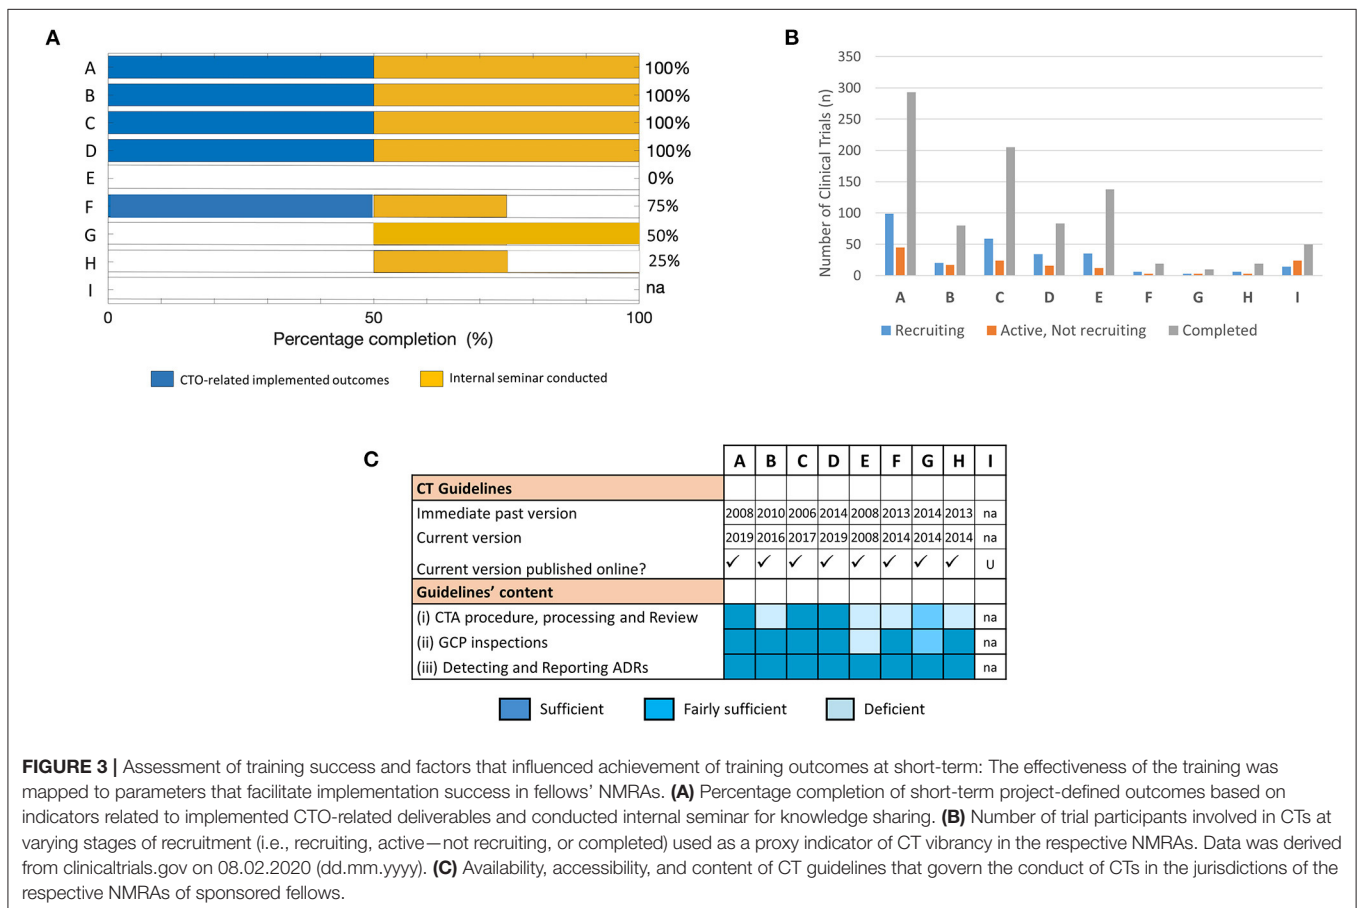 A
A 100%
B 100%
C 100%
D 100%
E 0%
F 75%
G 50%
H 25%
I na
0 50 100
Percentage completion (%)
CTO-related implemented outcomes Internal seminar conducted
B
Number of Clinical Trials (n)
350
300
250
200
150
100
50
0
A B C D E F G H I
Recruiting Active, Not recruiting Completed
C
A B C D E F G H I
CT Guidelines
Immediate past version 2008 2010 2006 2014 2008 2013 2014 2013 na
Current version 2019 2016 2017 2019 2008 2014 2014 2014 na
Current version published online? ✓ ✓ ✓ ✓ ✓ ✓ ✓ ✓ U
Guidelines' content
(i) CTA procedure, processing and Review na
(ii) GCP inspections na
(iii) Detecting and Reporting ADRs na
Sufficient Fairly sufficient Deficient
FIGURE 3 | Assessment of training success and factors that influenced achievement of training outcomes at short-term: The effectiveness of the training was
mapped to parameters that facilitate implementation success in fellows' NMRAs. (A) Percentage completion of short-term project-defined outcomes based on
indicators related to implemented CTO-related deliverables and conducted internal seminar for knowledge sharing. (B) Number of trial participants involved in CTs at
varying stages of recruitment (i.e., recruiting, active—not recruiting, or completed) used as a proxy indicator of CT vibrancy in the respective NMRAs. Data was derived
from clinicaltrials.gov on 08.02.2020 (dd.mm.yyyy). (C) Availability, accessibility, and content of CT guidelines that govern the conduct of CTs in the jurisdictions of the
respective NMRAs of sponsored fellows.